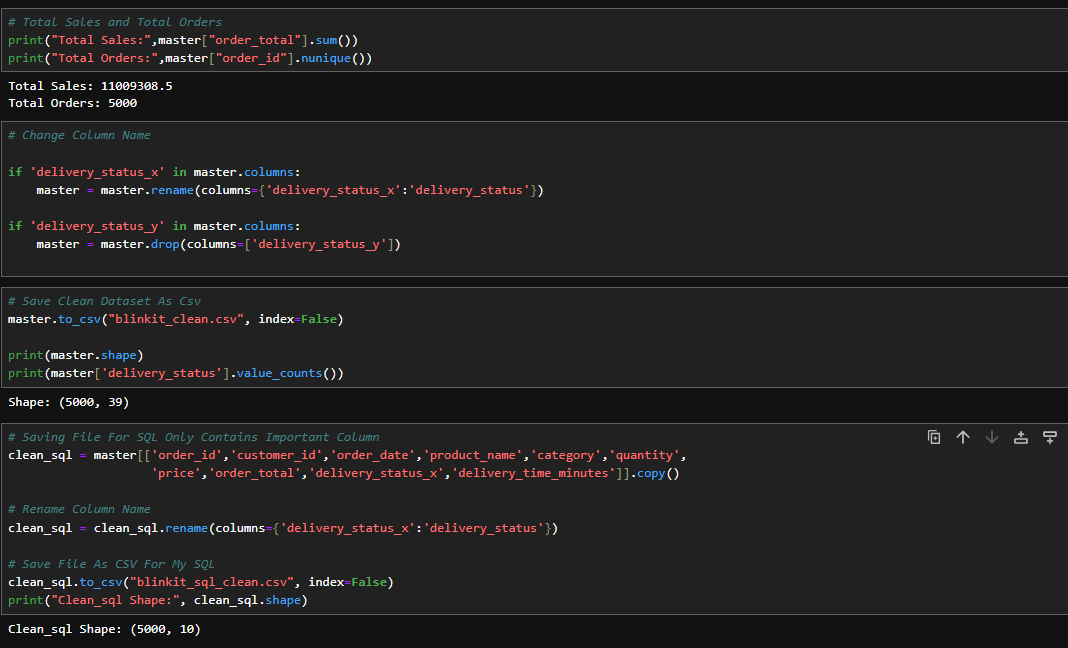 # Total Sales and Total Orders
print("Total Sales:",master["order_total"].sum())
print("Total Orders:",master["order_id"].nunique())
Total Sales: 11009308.5
Total Orders: 5000
# Change Column Name
if 'delivery_status_x' in master.columns:
    master = master.rename(columns={'delivery_status_x':'delivery_status'})
if 'delivery_status_y' in master.columns:
    master = master.drop(columns=['delivery_status_y'])
# Save Clean Dataset As Csv
master.to_csv("blinkit_clean.csv", index=False)
print(master.shape)
print(master['delivery_status'].value_counts())
Shape: (5000, 39)
# Saving File For SQL Only Contains Important Column
clean_sql = master[['order_id','customer_id','order_date','product_name','category','quantity',
                    'price','order_total','delivery_status_x','delivery_time_minutes']].copy()
# Rename Column Name
clean_sql = clean_sql.rename(columns={'delivery_status_x':'delivery_status'})
# Save File As CSV For My SQL
clean_sql.to_csv("blinkit_sql_clean.csv", index=False)
print("Clean_sql Shape:", clean_sql.shape)
Clean_sql Shape: (5000, 10)